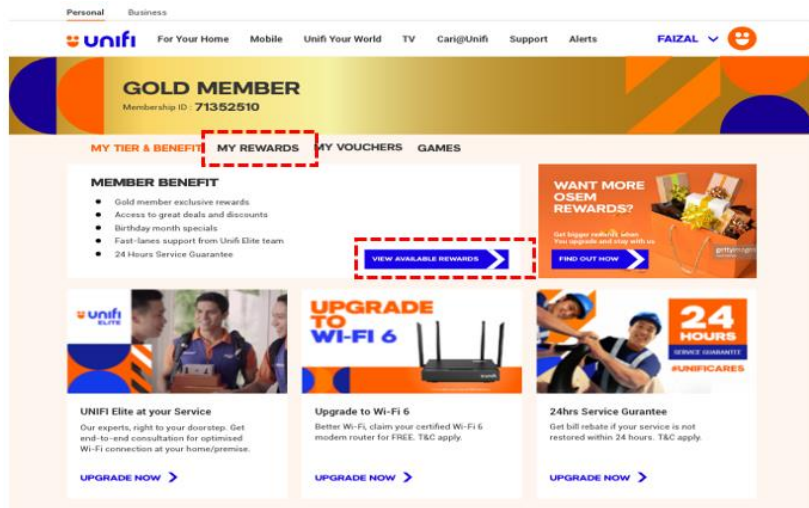 Personal Business
unifi For Your Home Mobile Unifi Your World TV Cari@Unifi Support Alerts FAIZAL
GOLD MEMBER
Membership ID : 71352510
MY TIER & BENEFIT MY REWARDS MY VOUCHERS GAMES
MEMBER BENEFIT
Gold member exclusive rewards
Access to great deals and discounts
Birthday month specials
Fast-lanes support from Unifi Elite team
24 Hours Service Guarantee
VIEW AVAILABLE REWARDS
WANT MORE
OSEM
REWARDS?
Get bigger rewards when
You upgrade and stay with us
FIND OUT HOW
unifi
ELITE
UPGRADE
TO
WI-FI 6
24
HOURS
SERVICE GUARANTEE
#UNIFICARES
UNIFI Elite at your Service
Our experts, right to your doorstep. Get
end-to-end consultation for optimised
Wi-Fi connection at your home/premise.
UPGRADE NOW
Upgrade to Wi-Fi 6
Better Wi-Fi, claim your certified Wi-Fi 6
modem router for FREE. T&C apply.
UPGRADE NOW
24hrs Service Gurantee
Get bill rebate if your service is not
restored within 24 hours. T&C apply.
UPGRADE NOW